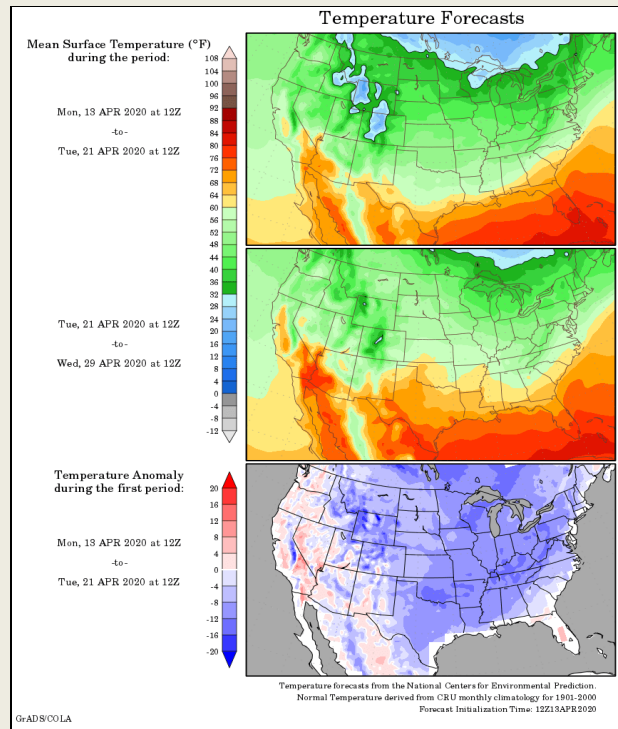 Temperature Forecasts
Mean Surface Temperature (°F)
during the period:
Mon, 13 APR 2020 at 12Z
-to-
Tue, 21 APR 2020 at 12Z
108
104
100
96
92
88
84
80
76
72
68
64
60
56
52
48
44
40
36
32
28
24
20
16
12
8
4
0
-4
-8
-12
Tue, 21 APR 2020 at 12Z
-to-
Wed, 29 APR 2020 at 12Z
Temperature Anomaly
during the first period:
Mon, 13 APR 2020 at 12Z
-to-
Tue, 21 APR 2020 at 12Z
20
16
12
8
4
0
-4
-8
-12
-16
-20
Temperature forecasts from the National Centers for Environmental Prediction.
Normal Temperature derived from CRU monthly climatology for 1901-2000
Forecast Initialization Time: 12Z13APR2020
GrADS/COLA